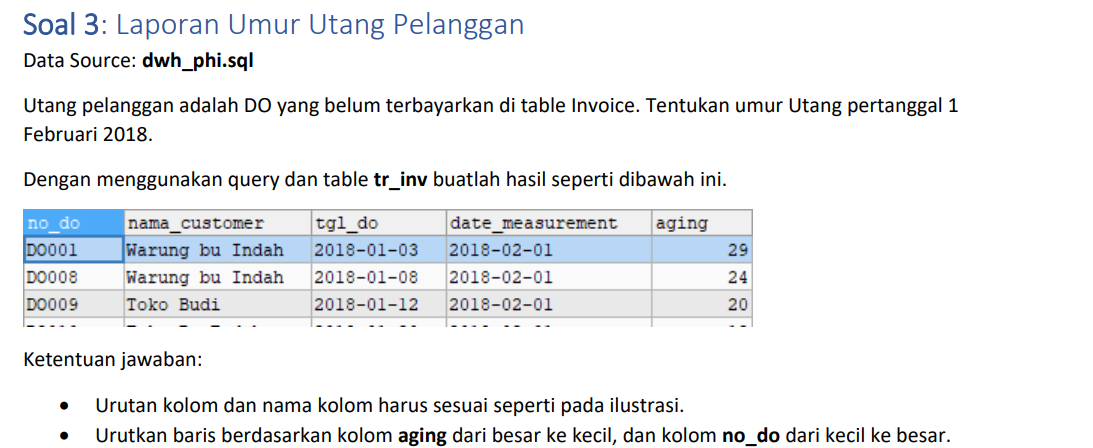 Soal 3: Laporan Umur Utang Pelanggan
Data Source: dwh_phi.sql
Utang pelanggan adalah DO yang belum terbayarkan di table Invoice. Tentukan umur Utang pertanggal 1
Februari 2018.
Dengan menggunakan query dan table tr_inv buatlah hasil seperti dibawah ini.
no_do nama_customer tgl_do date_measurement aging
DO001 Warung bu Indah 2018-01-03 2018-02-01 29
DO008 Warung bu Indah 2018-01-08 2018-02-01 24
DO009 Toko Budi 2018-01-12 2018-02-01 20
Ketentuan jawaban:
• Urutan kolom dan nama kolom harus sesuai seperti pada ilustrasi.
• Urutkan baris berdasarkan kolom aging dari besar ke kecil, dan kolom no_do dari kecil ke besar.